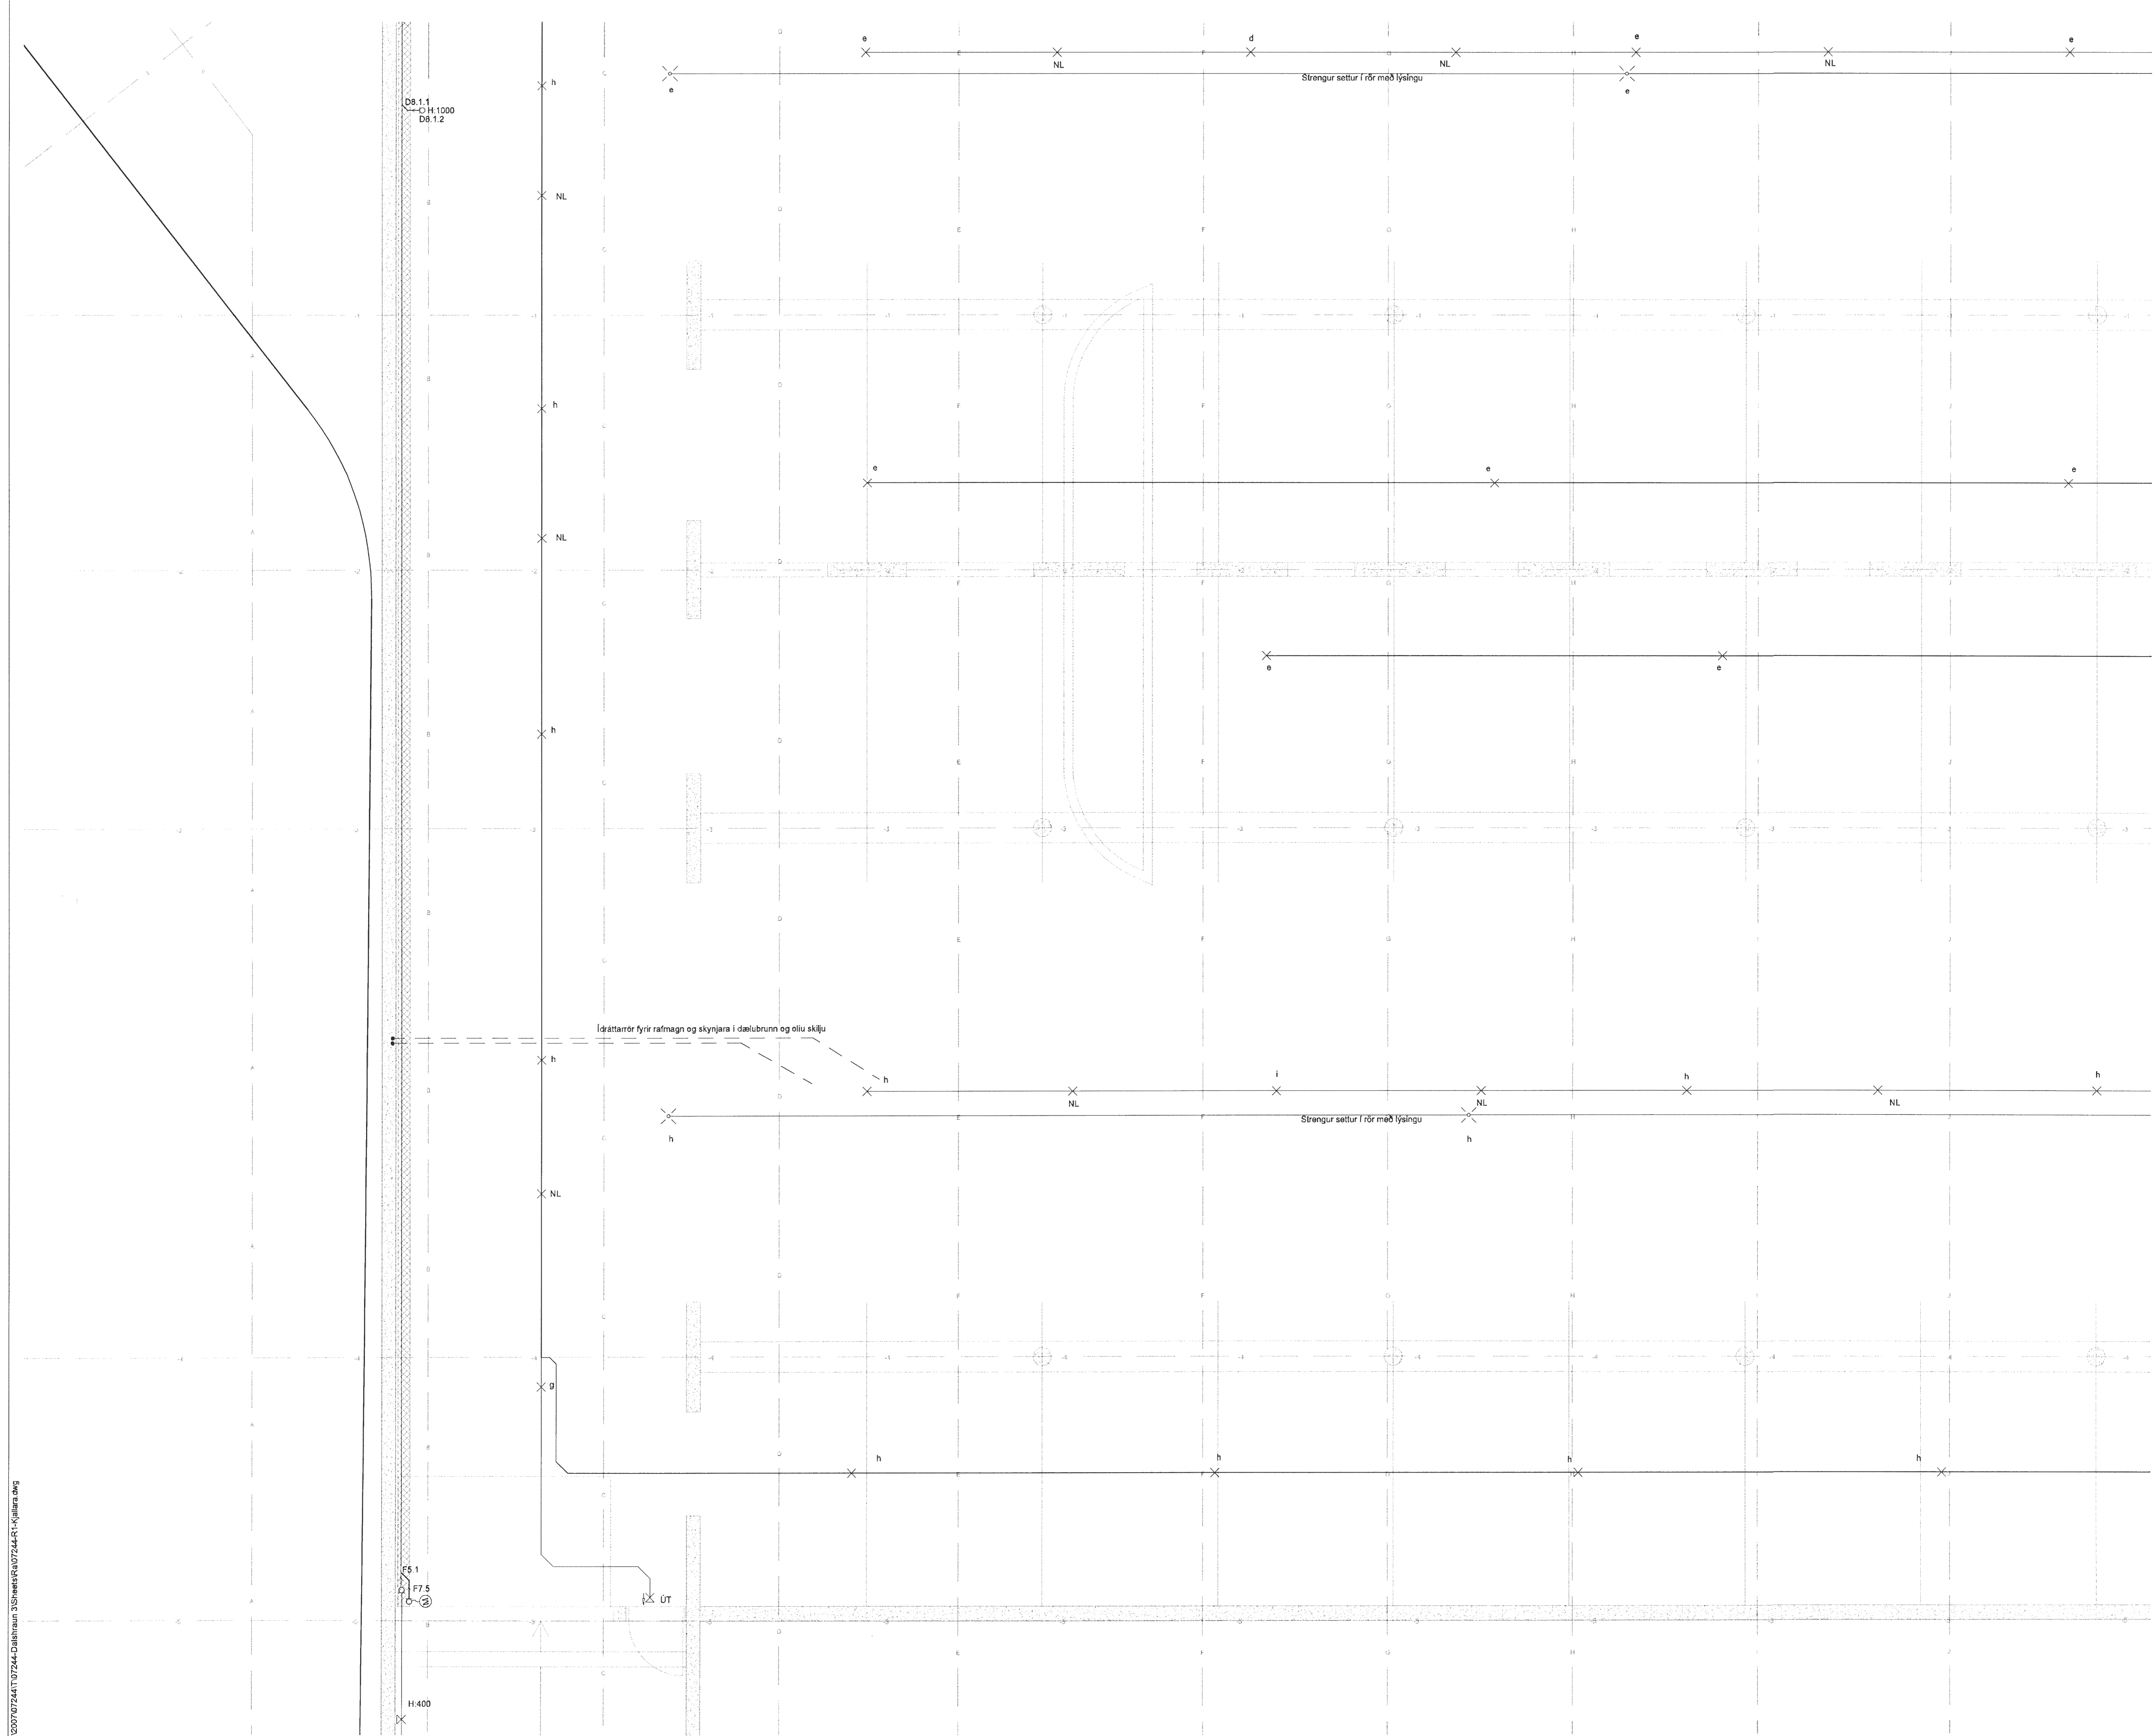 e
d
e
e
NL
NL
NL
Strengur settur í rör með lýsingu
e
e
h
D8.1.1
H:1000
D8.1.2
NL
h
e
e
e
NL
e
e
h
Ídráttarrör fyrir rafmagn og skynjara í dælubrunn og olíu skilju
h
h
i
h
h
NL
NL
NL
Strengur settur í rör með lýsingu
h
h
NL
g
h
h
h
h
F5.1
F7.5
M
ÚT
H:400
\2007\07244\T\07244-Dalshraun 3\Sheets\Ra\07244-R1-Kjallara.dwg